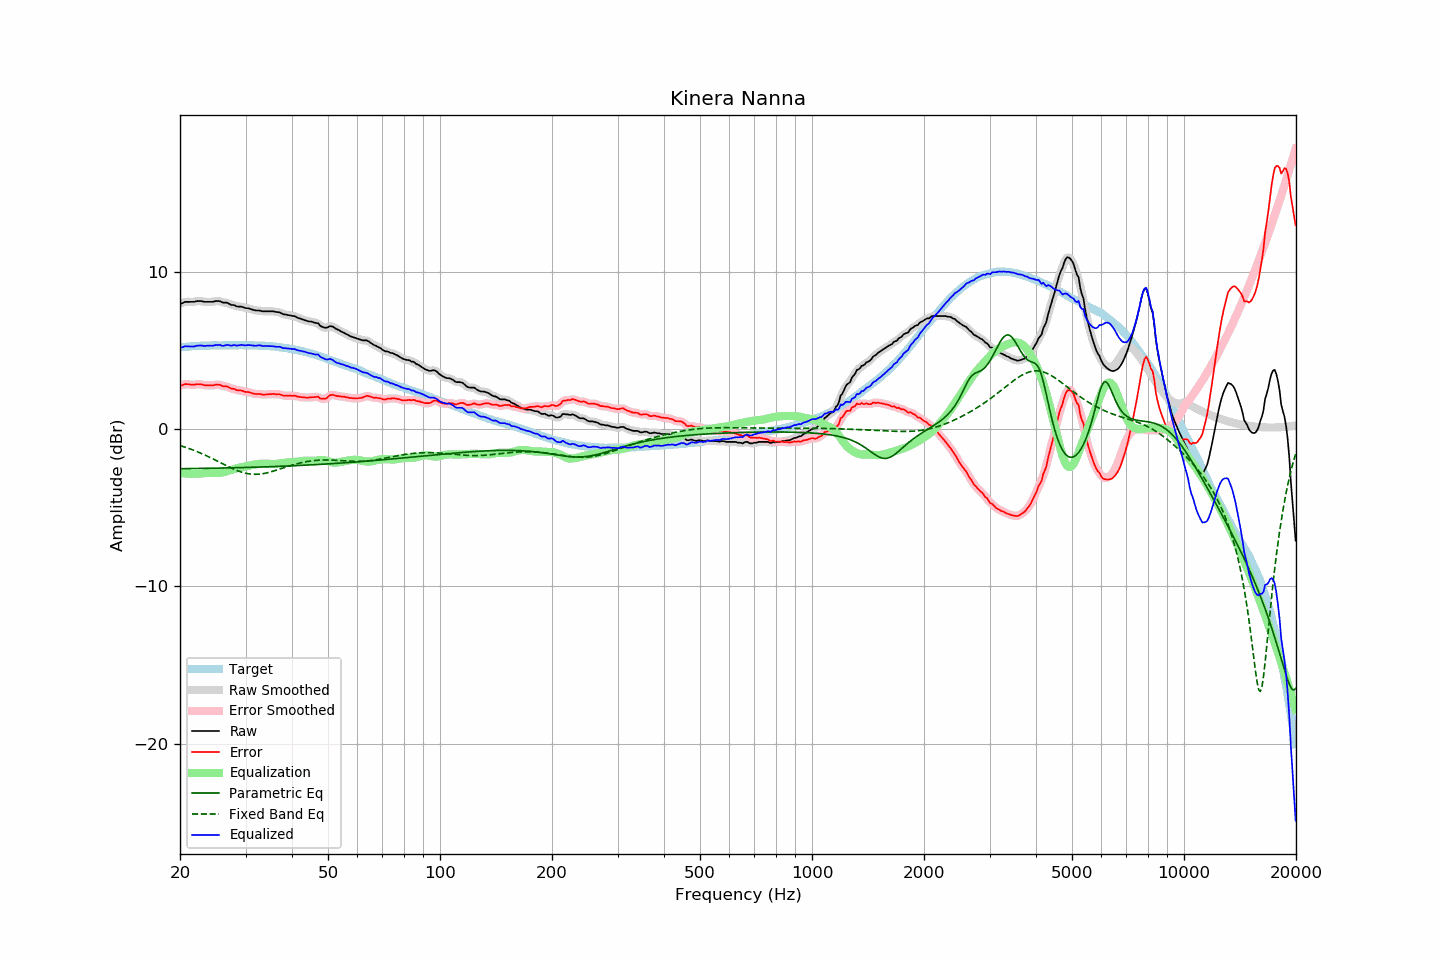 Kinera Nanna
Amplitude (dBr)
10
0
−10
−20
Target
Raw Smoothed
Error Smoothed
Raw
Error
Equalization
Parametric Eq
Fixed Band Eq
Equalized
20 50 100 200 500 1000 2000 5000 10000 20000
Frequency (Hz)